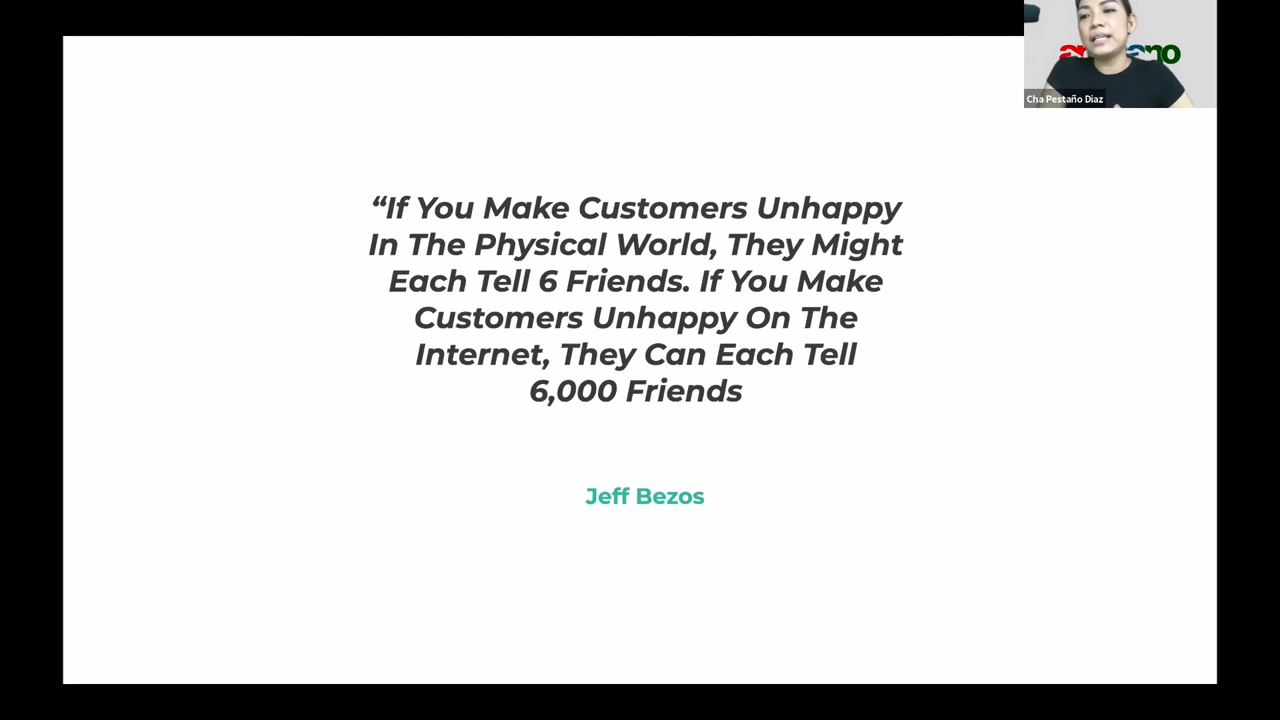 Cha Pestaño Diaz
“If You Make Customers Unhappy
In The Physical World, They Might
Each Tell 6 Friends. If You Make
Customers Unhappy On The
Internet, They Can Each Tell
6,000 Friends
Jeff Bezos